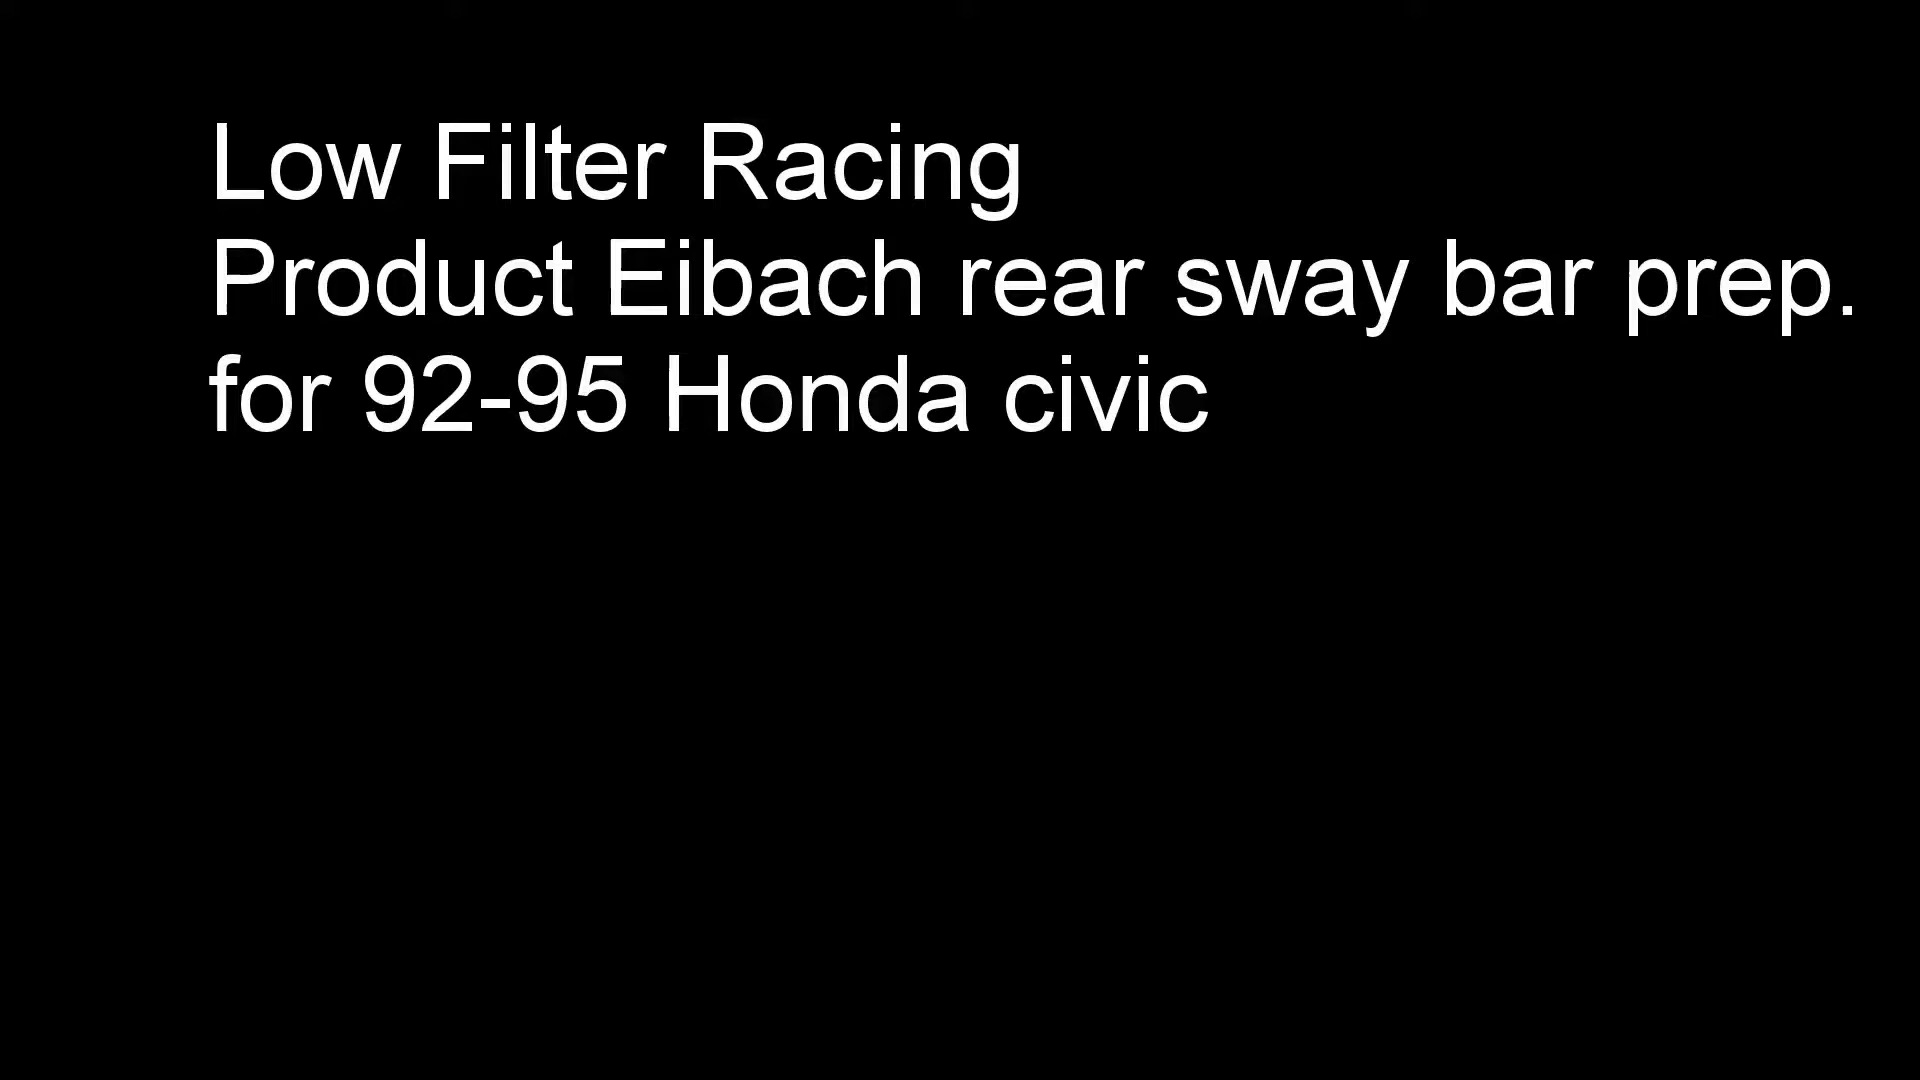 Low Filter Racing
Product Eibach rear sway bar prep.
for 92-95 Honda civic